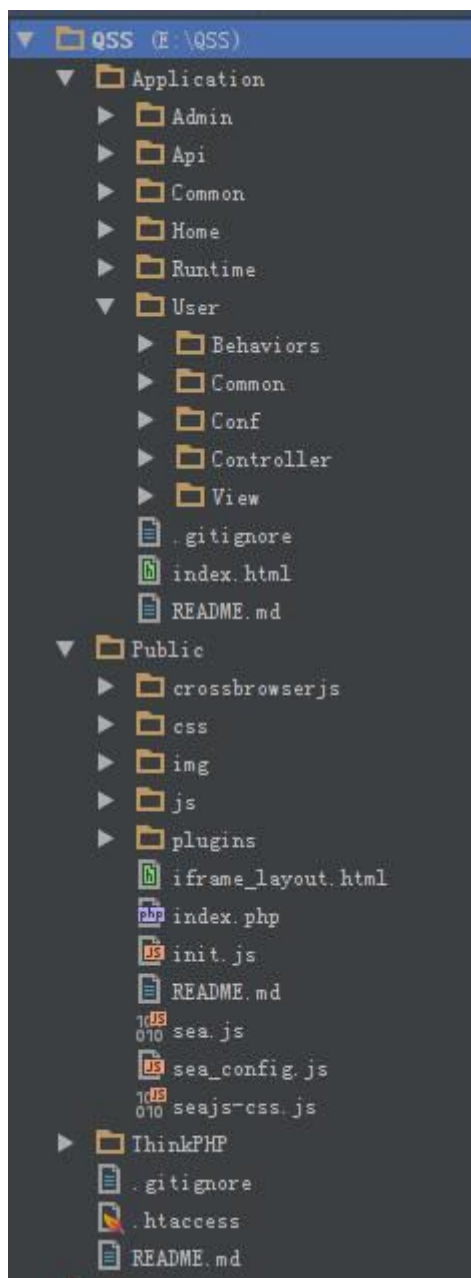 QSS (E:\QSS)
Application
Admin
Api
Common
Home
Runtime
User
Behaviors
Common
Conf
Controller
View
.gitignore
index.html
README.md
Public
crossbrowserjs
css
img
js
plugins
iframe_layout.html
index.php
init.js
README.md
sea.js
sea_config.js
seajs-css.js
ThinkPHP
.gitignore
.htaccess
README.md